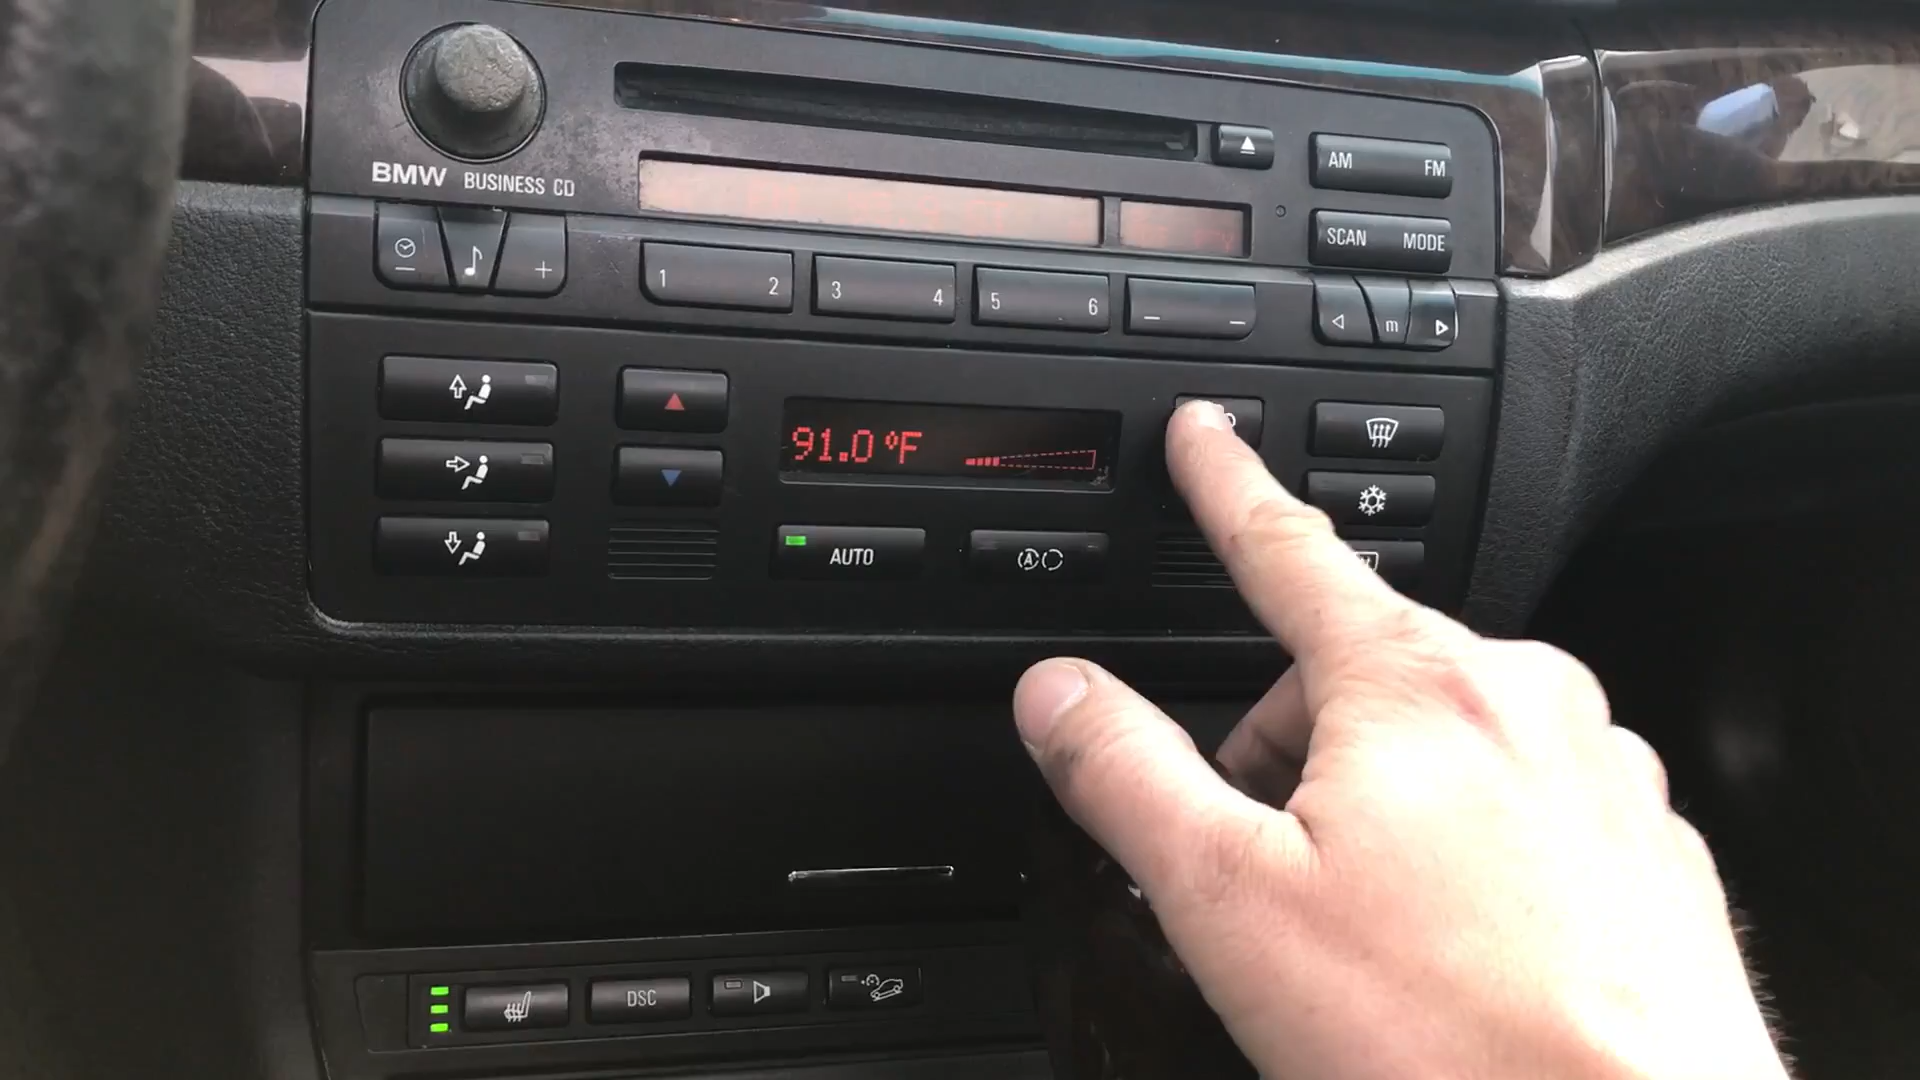 BMW BUSINESS CD
AM FM
SCAN MODE
+
1 2 3 4 5 6
m
91.0 °F
AUTO
A
DSC